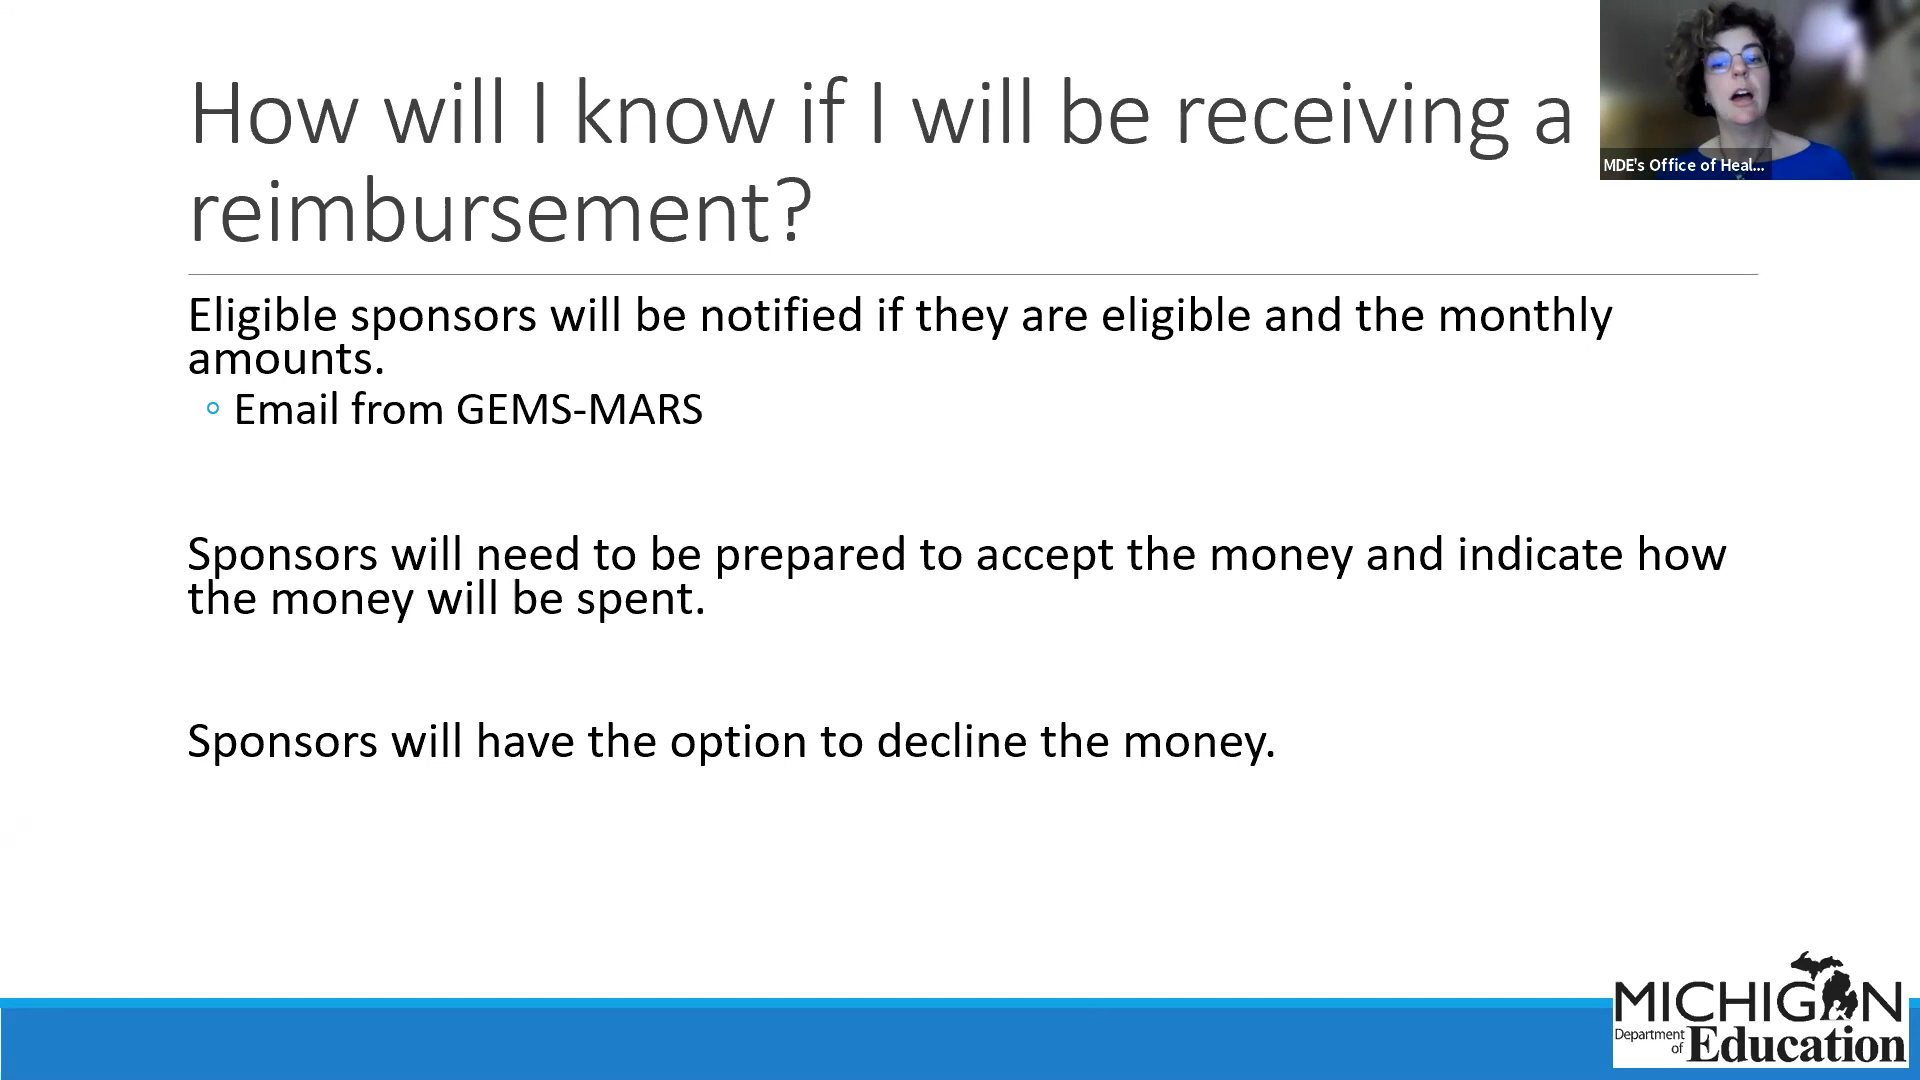 How will I know if I will be receiving a
reimbursement?
MDE's Office of Heal...
Eligible sponsors will be notified if they are eligible and the monthly
amounts.
◦ Email from GEMS-MARS
Sponsors will need to be prepared to accept the money and indicate how
the money will be spent.
Sponsors will have the option to decline the money.
MICHIGAN
Department
of Education